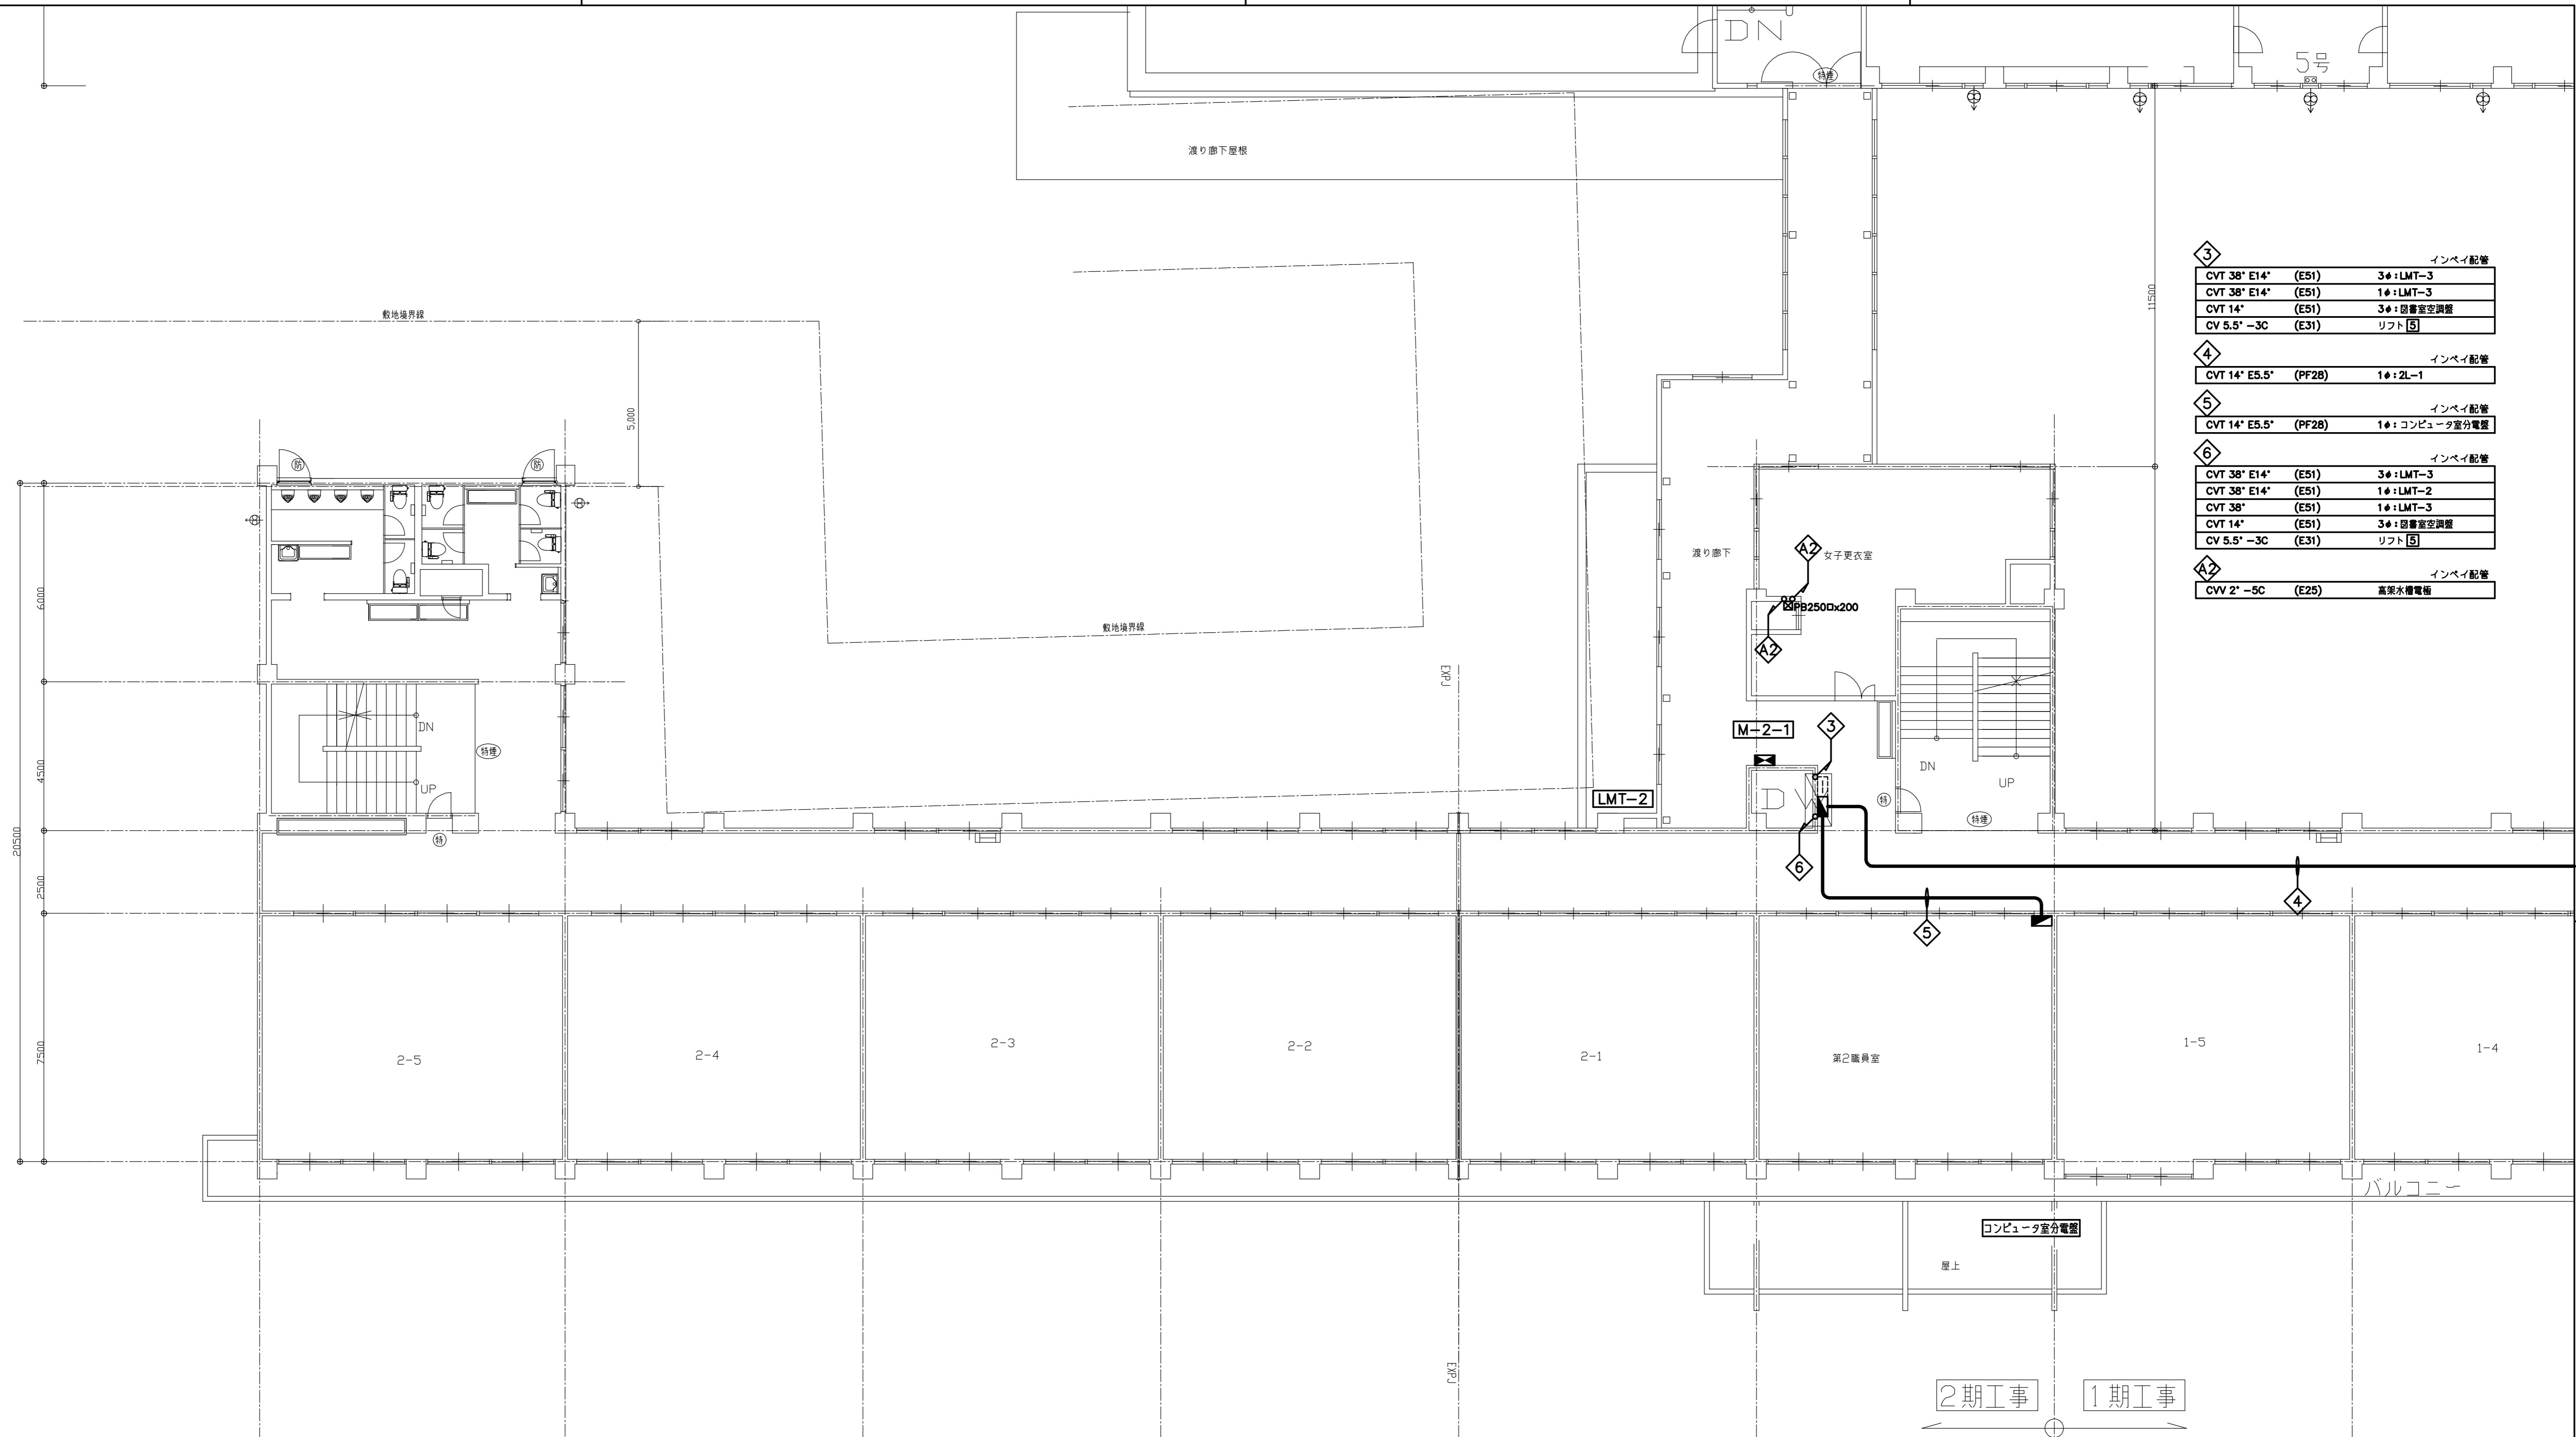 DN
特煙
5号
渡り廊下屋根
11500
3
インペイ配管
CVT 38° E14° (E51) 3φ:LMT-3
CVT 38° E14° (E51) 1φ:LMT-3
CVT 14° (E51) 3φ:図書室空調盤
CV 5.5° -3C (E31) リフト 5
4
インペイ配管
CVT 14° E5.5° (PF28) 1φ:2L-1
5
インペイ配管
CVT 14° E5.5° (PF28) 1φ:コンピュータ室分電盤
6
インペイ配管
CVT 38° E14° (E51) 3φ:LMT-3
CVT 38° E14° (E51) 1φ:LMT-2
CVT 38° (E51) 1φ:LMT-3
CVT 14° (E51) 3φ:図書室空調盤
CV 5.5° -3C (E31) リフト 5
A2
インペイ配管
CVV 2° -5C (E25) 高架水槽電極
敷地境界線
5,000
防
防
渡り廊下
A2
女子更衣室
PB250□x200
A2
敷地境界線
6000
EXPJ
DN
特煙
UP
4500
M-2-1
3
LMT-2
DW
DN
UP
特
特煙
特
20500
2500
6
4
5
7500
2-5
2-4
2-3
2-2
2-1
第2職員室
1-5
1-4
バルコニー
コンピュータ室分電盤
屋上
EXPJ
2期工事
1期工事